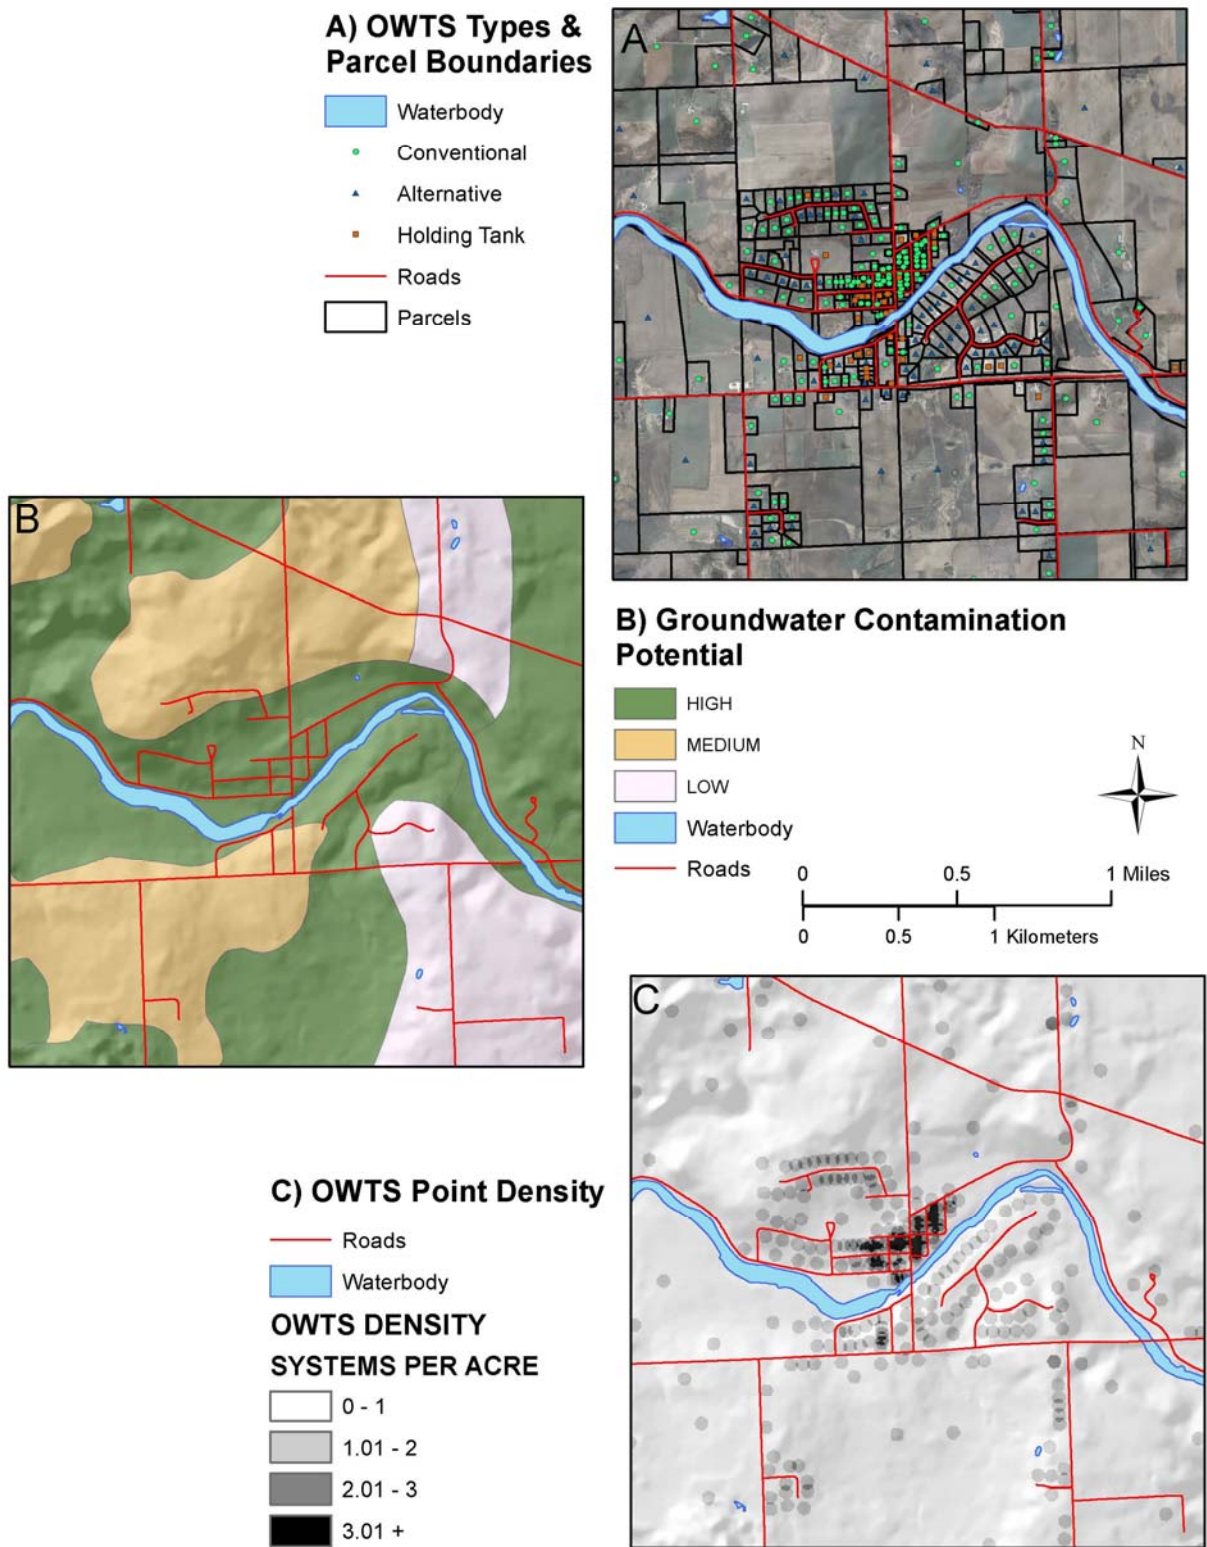 A) OWTS Types &
Parcel Boundaries
Waterbody
Conventional
Alternative
Holding Tank
Roads
Parcels
A
B
B) Groundwater Contamination
Potential
HIGH
MEDIUM
LOW
Waterbody
Roads
N
0 0.5 1 Miles
0 0.5 1 Kilometers
C
C) OWTS Point Density
Roads
Waterbody
OWTS DENSITY
SYSTEMS PER ACRE
0 - 1
1.01 - 2
2.01 - 3
3.01 +